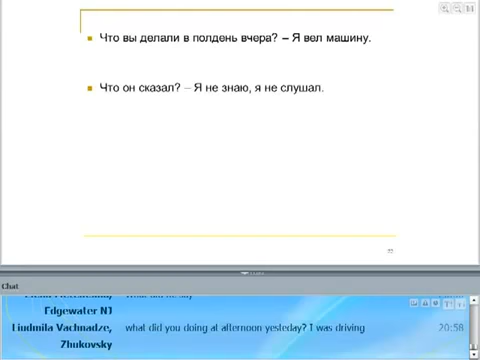 Что вы делали в полдень вчера? – Я вел машину.
Что он сказал? – Я не знаю, я не слушал.
Chat
Edgewater NJ
Liudmila Vachnadze, what did you doing at afternoon yesteday? I was driving 20:58
Zhukovsky